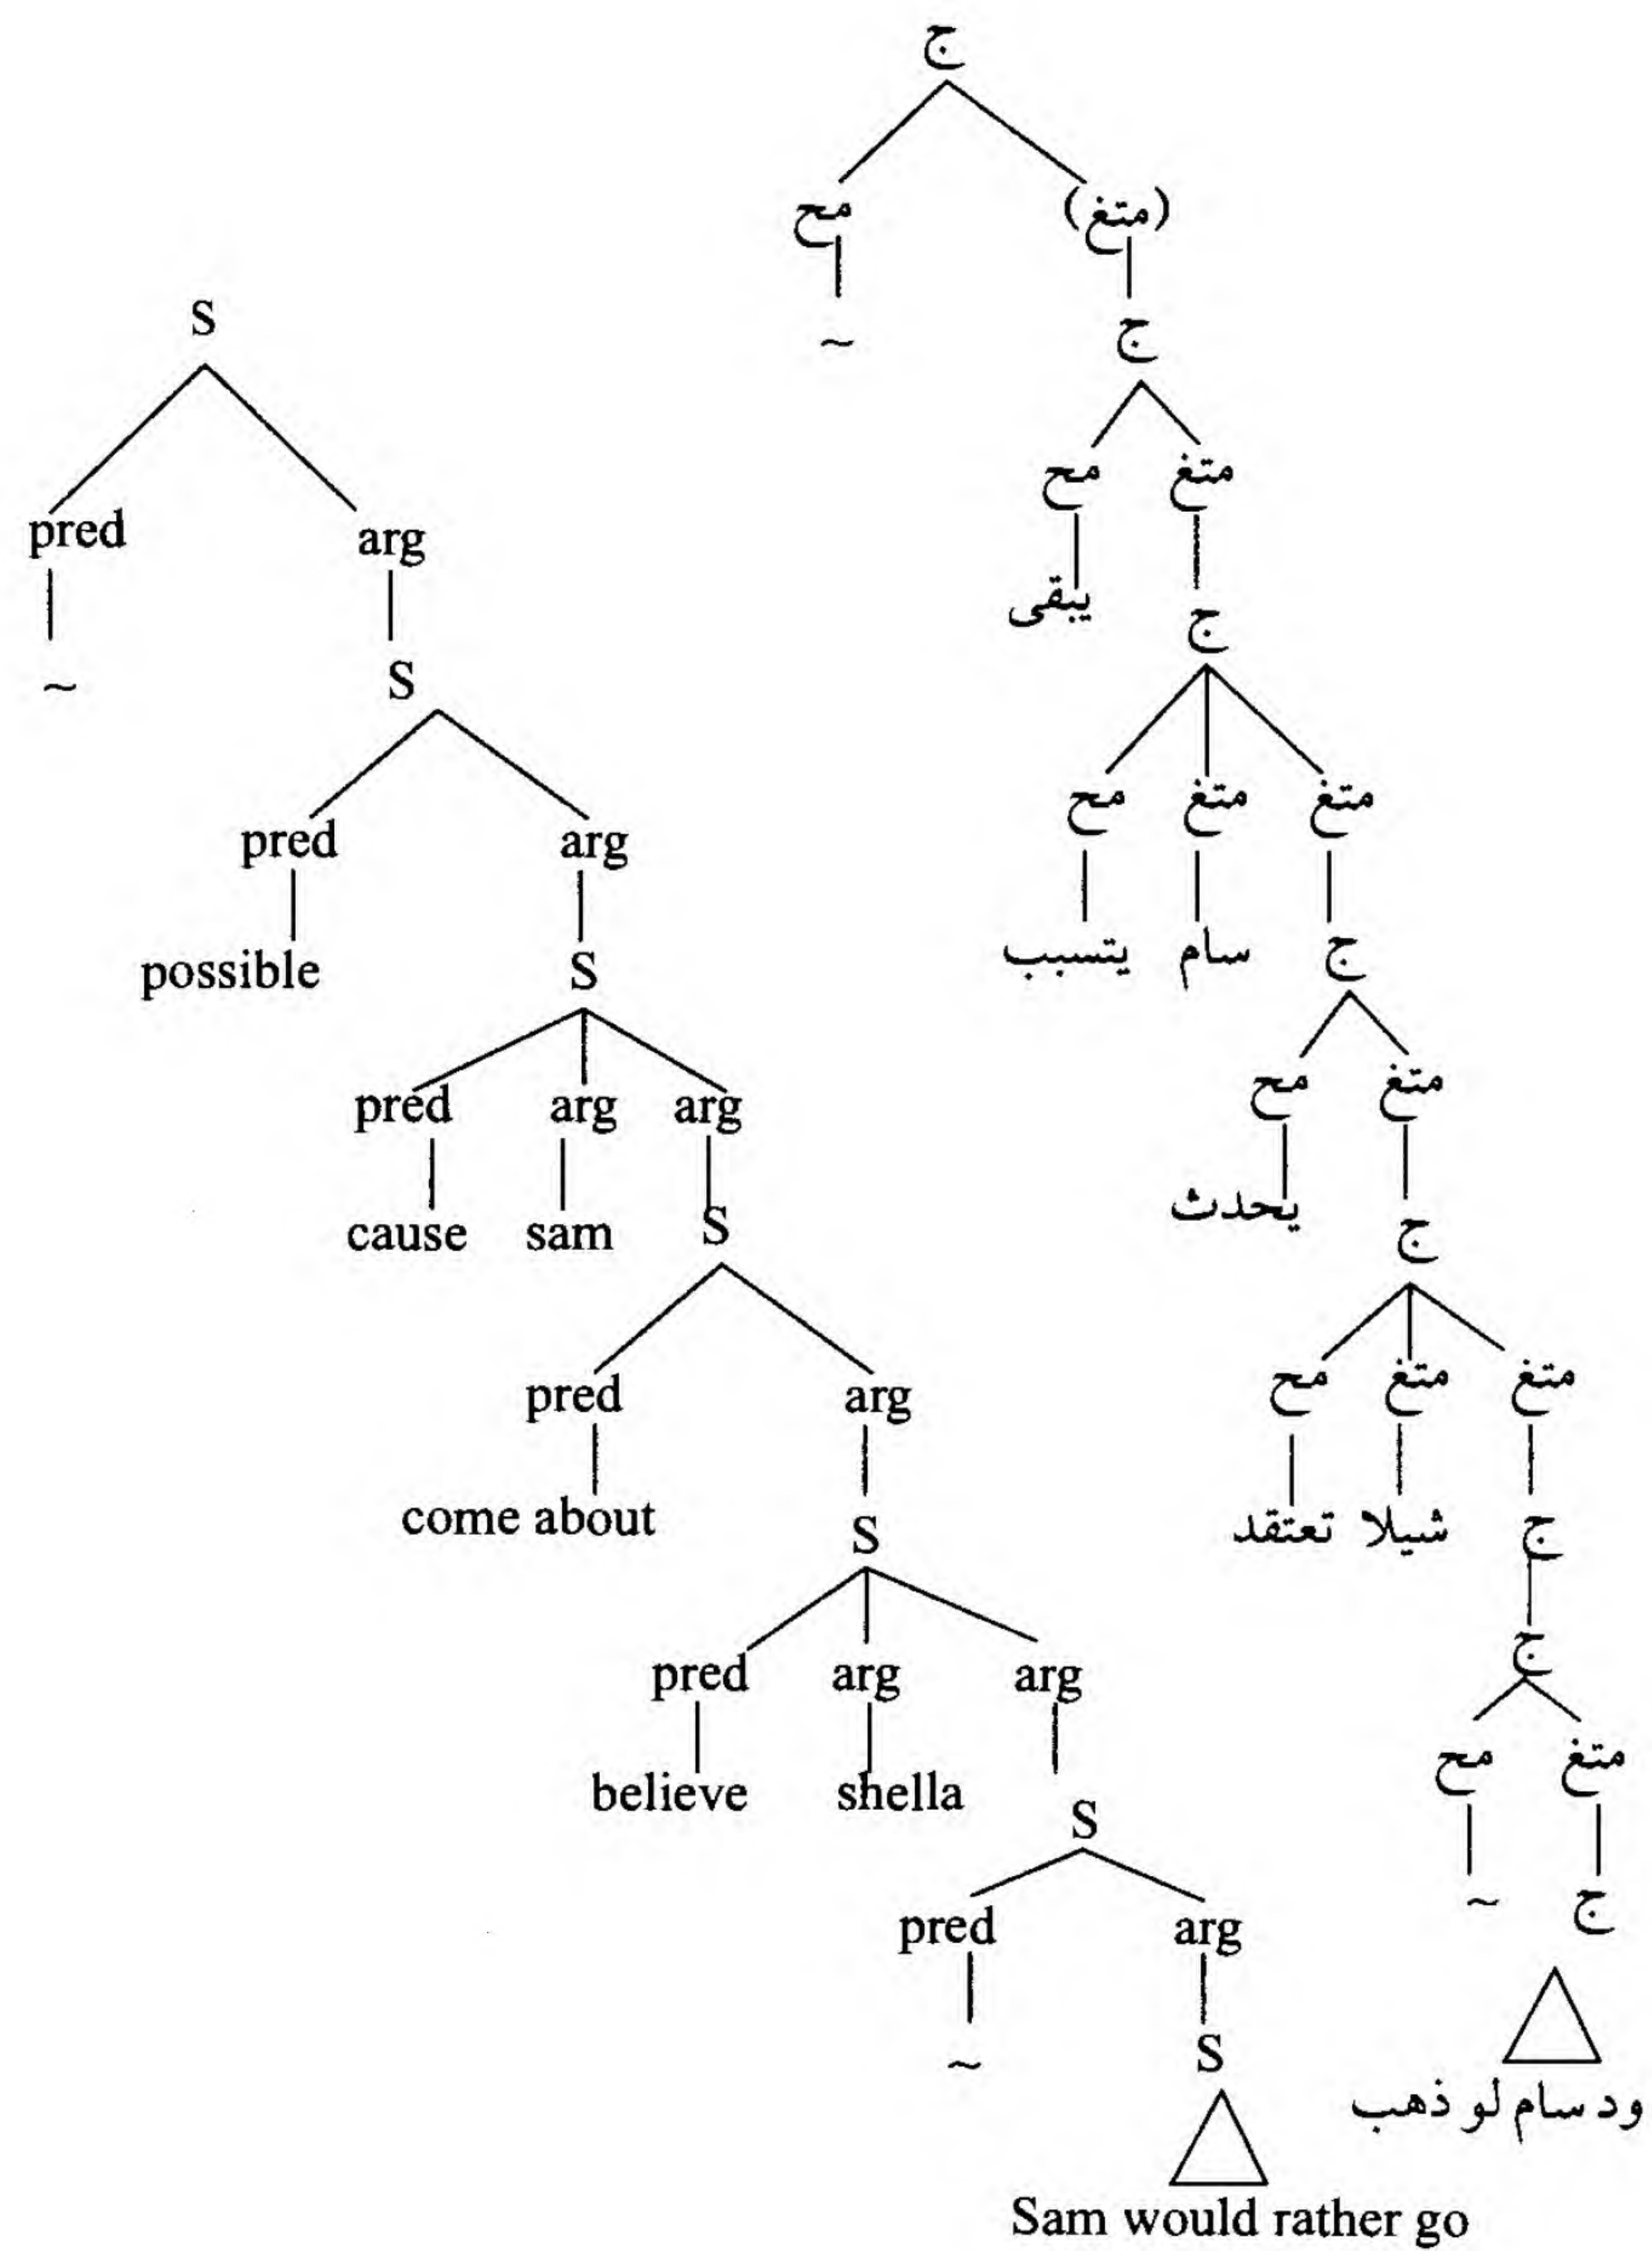 ج
مح (متغ)
~ ج
مح متغ
يبقى ج
مح متغ متغ
يتسبب سام ج
مح متغ
يحدث ج
مح متغ متغ
تعتقد شيلا ج
ج
مح متغ
~ ج
ود سام لو ذهب
S
pred arg
~ S
pred arg
possible S
pred arg arg
cause sam S
pred arg
come about S
pred arg arg
believe shella S
pred arg
~ S
Sam would rather go